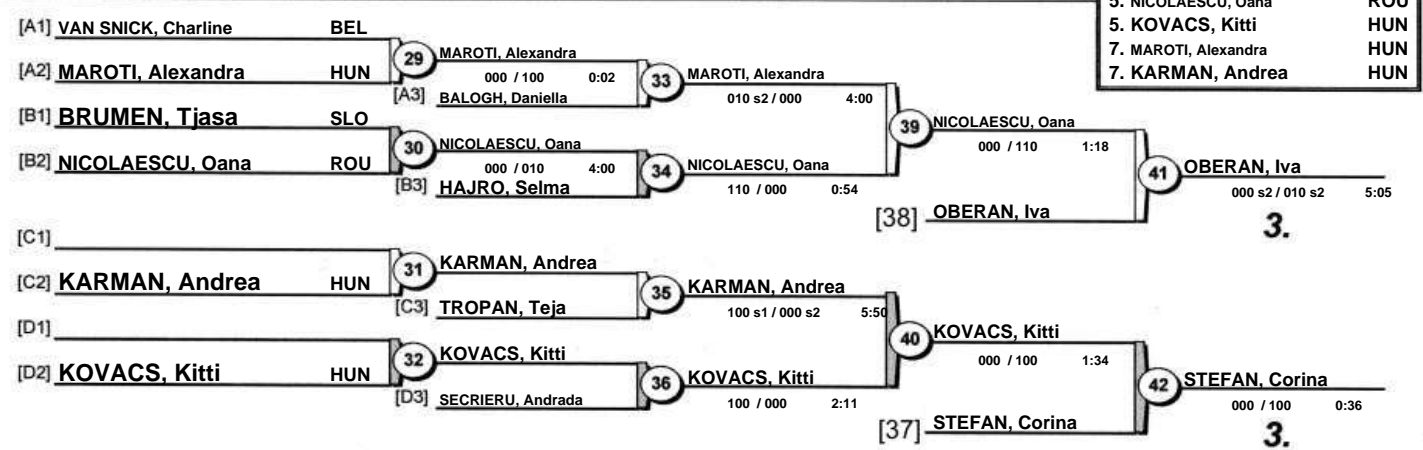 5. NICOLAESCU, Oana ROU
5. KOVACS, Kitti HUN
7. MAROTI, Alexandra HUN
7. KARMAN, Andrea HUN
[A1] VAN SNICK, Charline BEL
[A2] MAROTI, Alexandra HUN
29
MAROTI, Alexandra
000 / 100 0:02
[A3] BALOGH, Daniella
33
MAROTI, Alexandra
010 s2 / 000 4:00
[B1] BRUMEN, Tjasa SLO
[B2] NICOLAESCU, Oana ROU
30
NICOLAESCU, Oana
000 / 010 4:00
[B3] HAJRO, Selma
34
NICOLAESCU, Oana
110 / 000 0:54
39
NICOLAESCU, Oana
000 / 110 1:18
[38] OBERAN, Iva
41
OBERAN, Iva
000 s2 / 010 s2 5:05
3.
[C1]
[C2] KARMAN, Andrea HUN
31
KARMAN, Andrea
[C3] TROPAN, Teja
35
KARMAN, Andrea
100 s1 / 000 s2 5:50
[D1]
[D2] KOVACS, Kitti HUN
32
KOVACS, Kitti
[D3] SECRIERU, Andrada
36
KOVACS, Kitti
100 / 000 2:11
40
KOVACS, Kitti
000 / 100 1:34
[37] STEFAN, Corina
42
STEFAN, Corina
000 / 100 0:36
3.